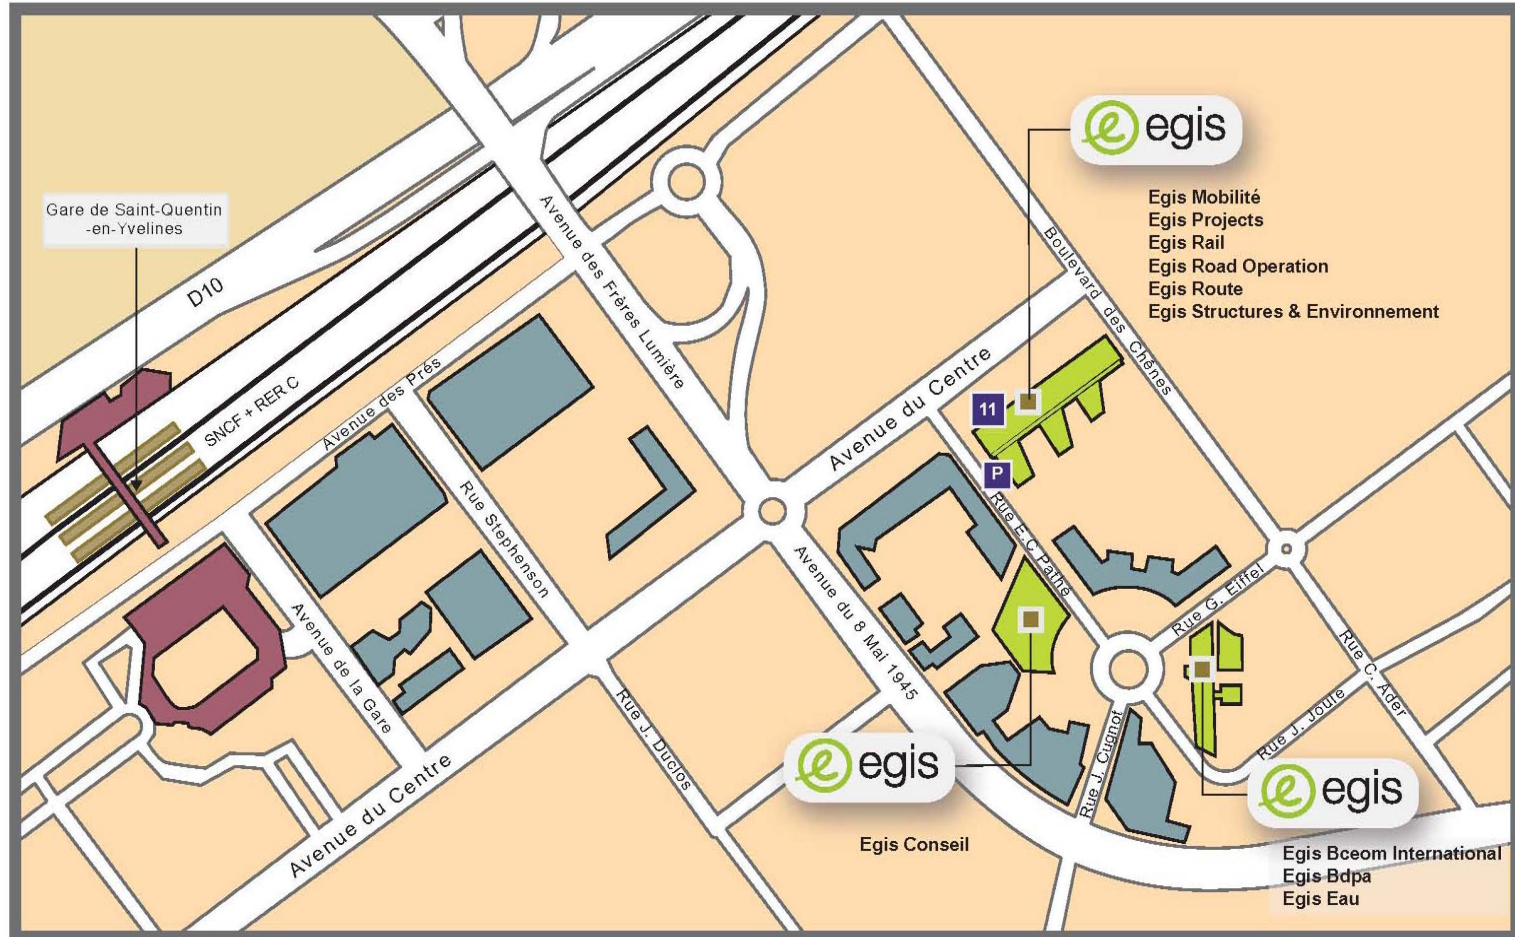 egis
Egis Mobilité
Egis Projects
Egis Rail
Egis Road Operation
Egis Route
Egis Structures & Environnement
Gare de Saint-Quentin
-en-Yvelines
D10
SNCF + RER C
Avenue des Prés
Avenue des Frères Lumière
Boulevard des Chênes
Avenue du Centre
11
P
Rue Stephenson
Rue E.C Pathe
Avenue du 8 Mai 1945
Rue G. Eiffel
Avenue de la Gare
Rue J. Duclos
Rue C. Ader
Rue J. Joule
Rue J. Cugnot
Avenue du Centre
egis
Egis Conseil
egis
Egis Bceom International
Egis Bdpa
Egis Eau